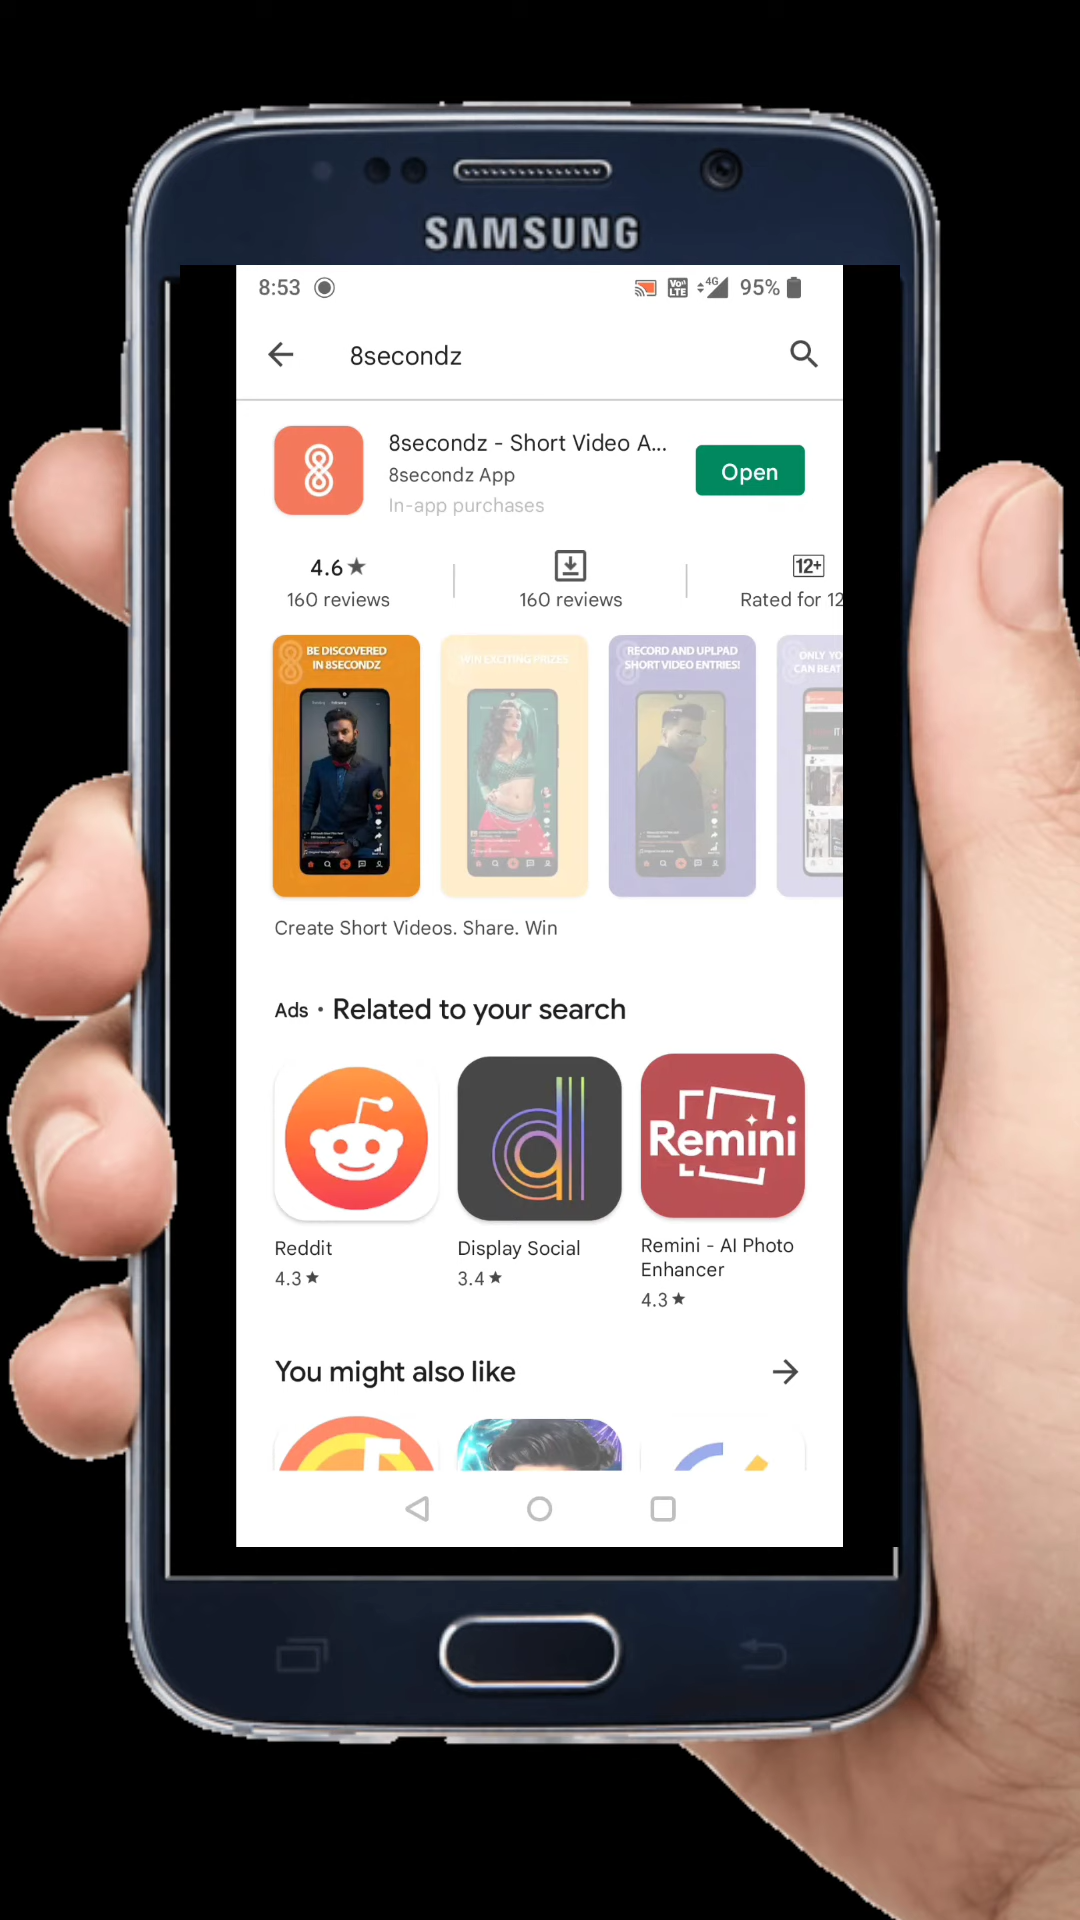 SAMSUNG
8:53
Vo)) LTE 4G 95%
8secondz
8secondz - Short Video A...
8secondz App
In-app purchases
Open
4.6★
160 reviews
160 reviews
12+
Rated for 12
BE DISCOVERED
IN 8SECONDZ
WIN EXCITING PRIZES
RECORD AND UPLPAD
SHORT VIDEO ENTRIES!
ONLY YO
CAN BEAT
Create Short Videos. Share. Win
Ads • Related to your search
Remini
Reddit
4.3★
Display Social
3.4★
Remini - AI Photo
Enhancer
4.3★
You might also like